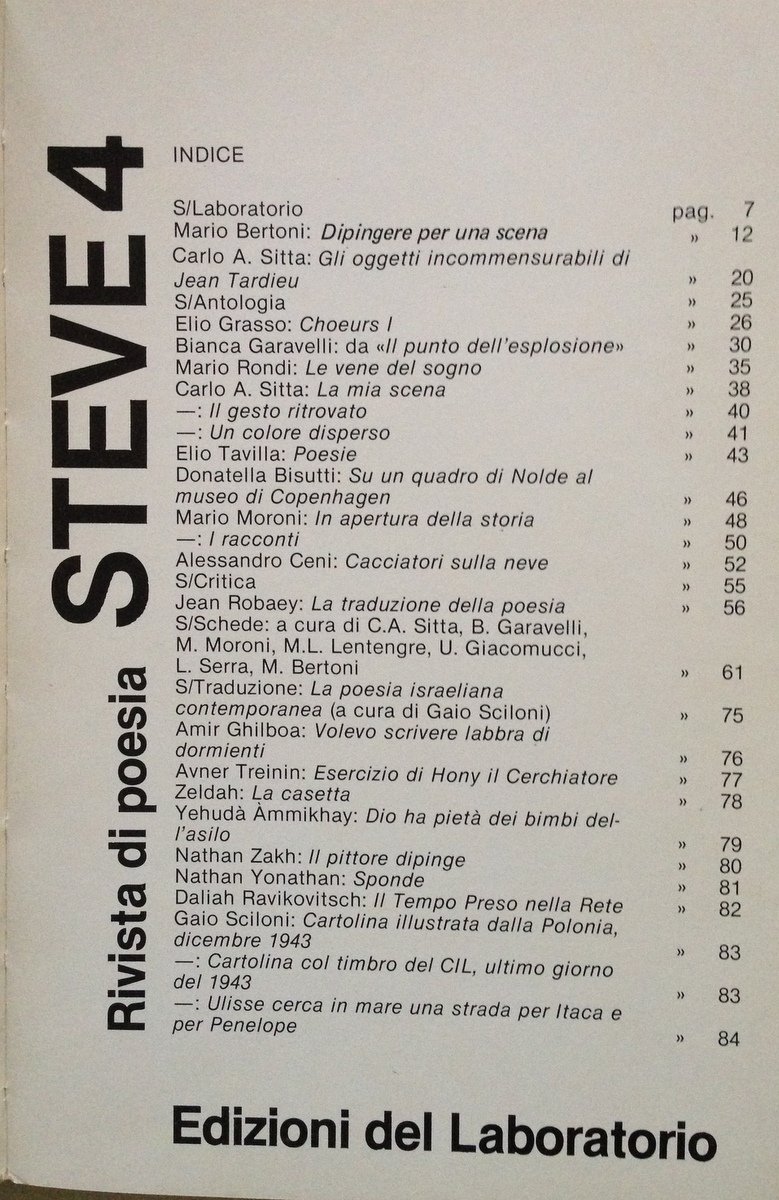 STEVE 4
Rivista di poesia
INDICE
S/Laboratorio pag. 7
Mario Bertoni: Dipingere per una scena » 12
Carlo A. Sitta: Gli oggetti incommensurabili di
Jean Tardieu » 20
S/Antologia » 25
Elio Grasso: Choeurs I » 26
Bianca Garavelli: da «Il punto dell'esplosione» » 30
Mario Rondi: Le vene del sogno » 35
Carlo A. Sitta: La mia scena » 38
—: Il gesto ritrovato » 40
—: Un colore disperso » 41
Elio Tavilla: Poesie » 43
Donatella Bisutti: Su un quadro di Nolde al
museo di Copenhagen » 46
Mario Moroni: In apertura della storia » 48
—: I racconti » 50
Alessandro Ceni: Cacciatori sulla neve » 52
S/Critica » 55
Jean Robaey: La traduzione della poesia » 56
S/Schede: a cura di C.A. Sitta, B. Garavelli,
M. Moroni, M.L. Lentengre, U. Giacomucci,
L. Serra, M. Bertoni » 61
S/Traduzione: La poesia israeliana
contemporanea (a cura di Gaio Sciloni) » 75
Amir Ghilboa: Volevo scrivere labbra di
dormienti » 76
Avner Treinin: Esercizio di Hony il Cerchiatore » 77
Zeldah: La casetta » 78
Yehudà Àmmikhay: Dio ha pietà dei bimbi del-
l'asilo » 79
Nathan Zakh: Il pittore dipinge » 80
Nathan Yonathan: Sponde » 81
Daliah Ravikovitsch: Il Tempo Preso nella Rete » 82
Gaio Sciloni: Cartolina illustrata dalla Polonia,
dicembre 1943 » 83
—: Cartolina col timbro del CIL, ultimo giorno
del 1943 » 83
—: Ulisse cerca in mare una strada per Itaca e
per Penelope » 84
Edizioni del Laboratorio